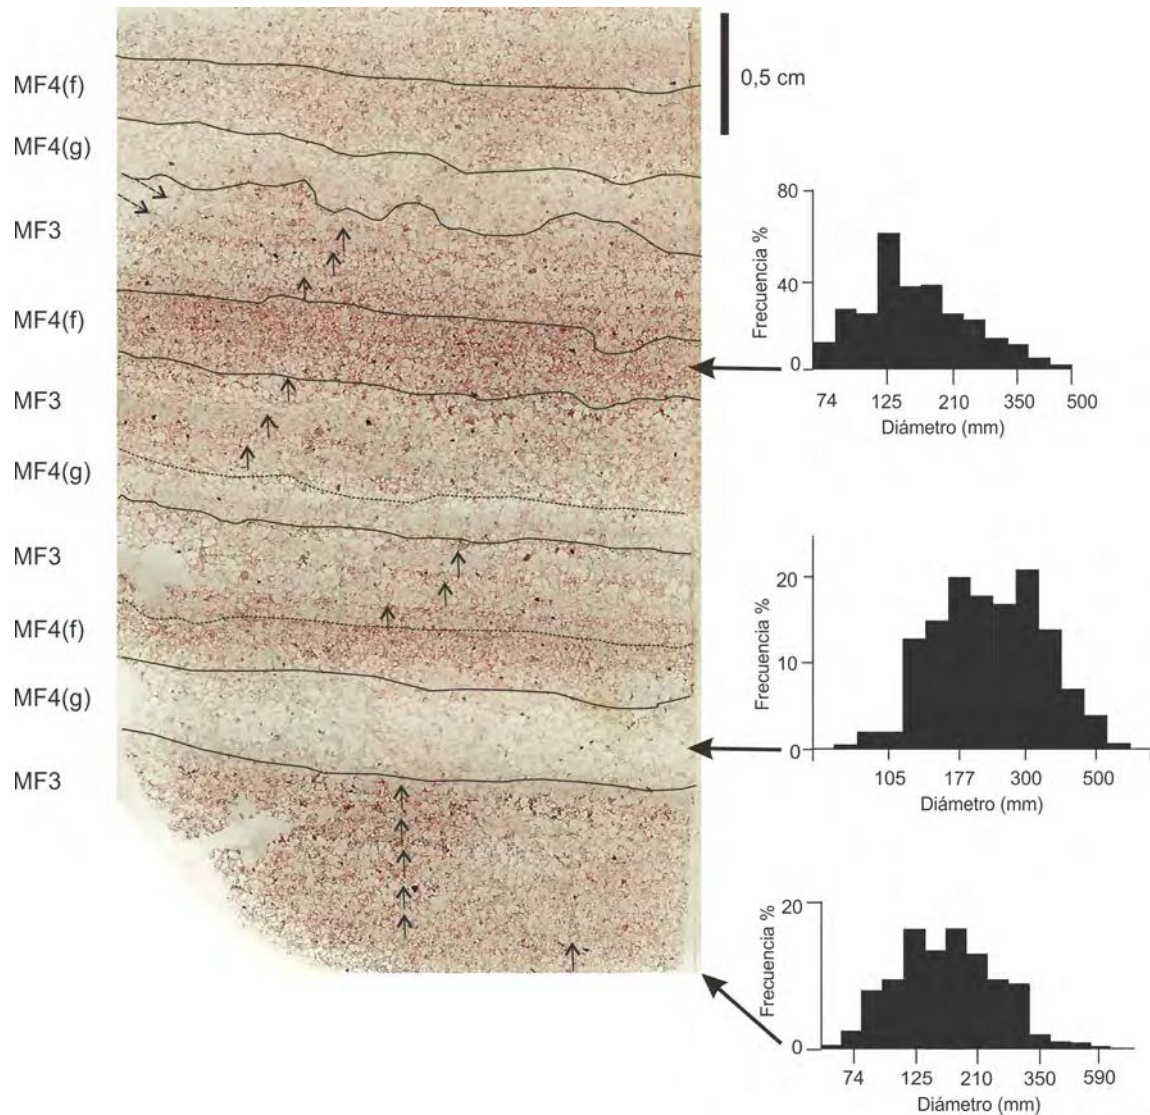 MF4(f)
MF4(g)
MF3
MF4(f)
MF3
MF4(g)
MF3
MF4(f)
MF4(g)
MF3
0,5 cm
Frecuencia %
80
40
0
74 125 210 350 500
Diámetro (mm)
Frecuencia %
20
10
0
105 177 300 500
Diámetro (mm)
Frecuencia %
20
0
74 125 210 350 590
Diámetro (mm)